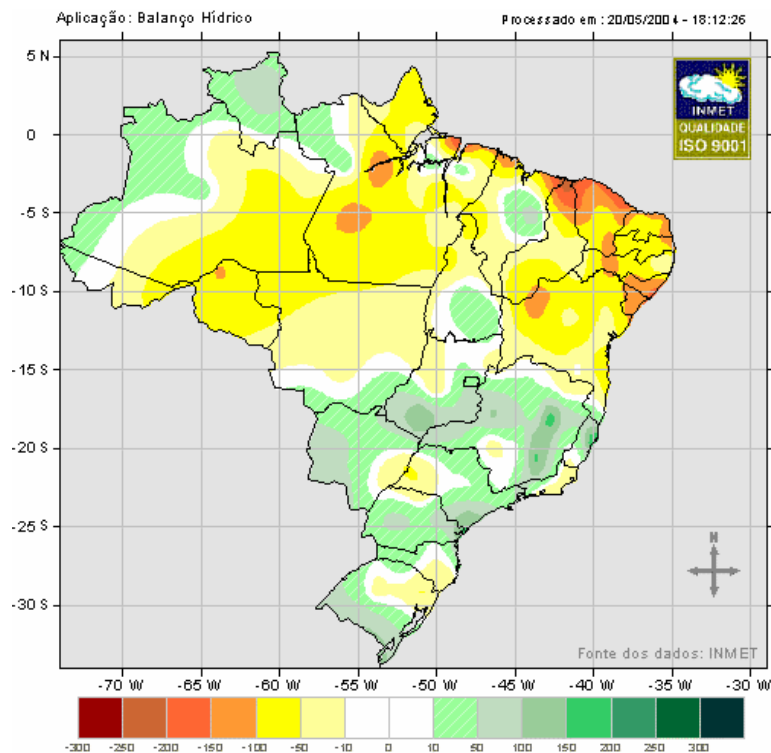 Aplicação: Balanço Hídrico
Processado em : 20/05/2004 - 18:12:26
5 N
0
-5 S
-10 S
-15 S
-20 S
-25 S
-30 S
INMET
QUALIDADE
ISO 9001
N
Fonte dos dados: INMET
-70 W -65 W -60 W -55 W -50 W -45 W -40 W -35 W -30 W
-300 -250 -200 -150 -100 -50 -10 0 10 50 100 150 200 250 300